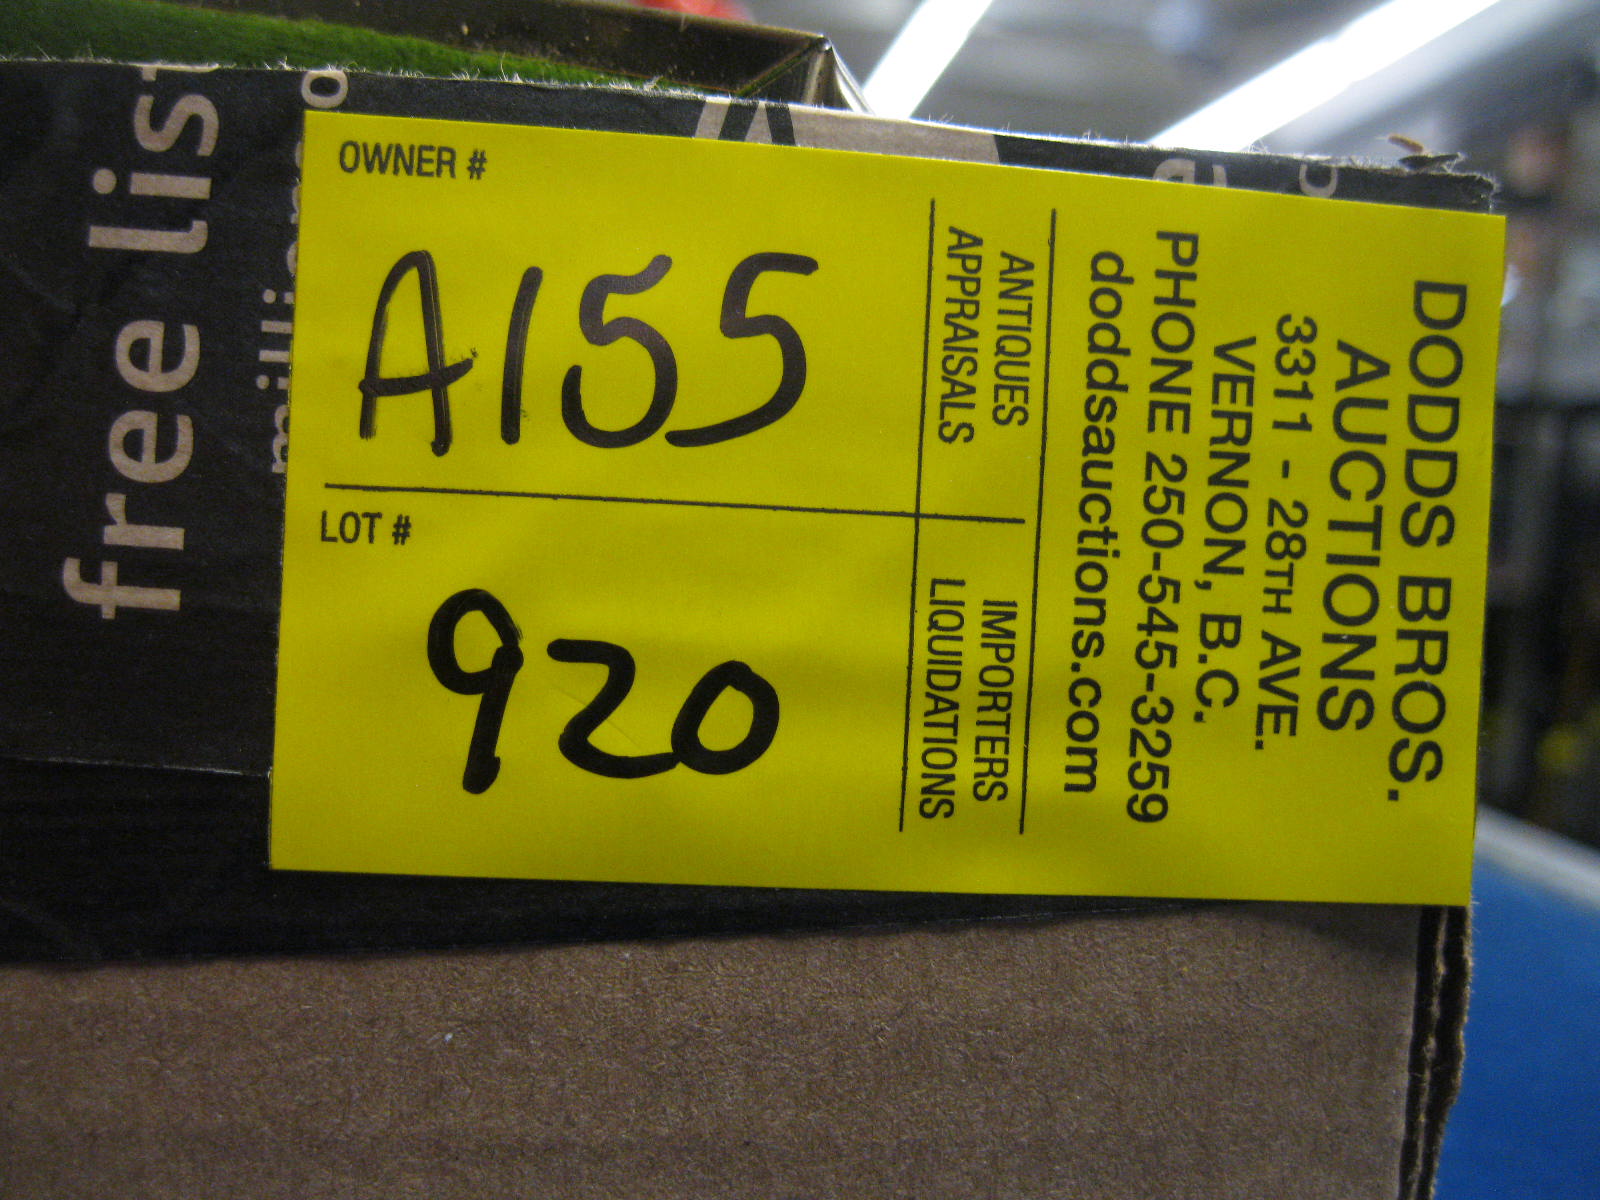 DODDS BROS.
AUCTIONS
3311 - 28TH AVE.
VERNON, B.C.
PHONE 250-545-3259
doddsauctions.com
ANTIQUES
APPRAISALS
IMPORTERS
LIQUIDATIONS
OWNER #
A155
LOT #
920
free